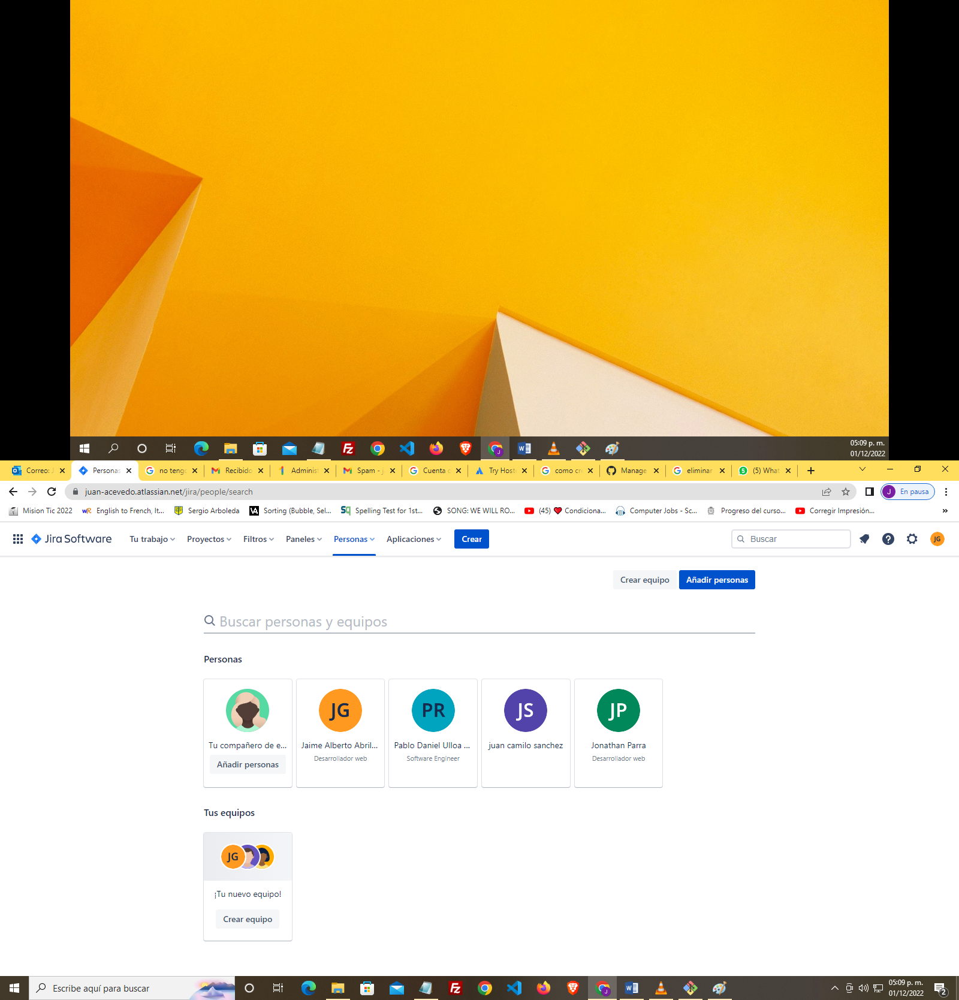 05:09 p. m.
01/12/2022
Correo: J
Personas
no tengo
Recibido
Administ
Spam - j
Cuenta d
Try Host
como cre
Manage
eliminar
(5) What
juan-acevedo.atlassian.net/jira/people/search
J En pausa
Mision Tic 2022
English to French, It...
Sergio Arboleda
Sorting (Bubble, Sel...
Spelling Test for 1st...
SONG: WE WILL RO...
(45) ❤ Condiciona...
Computer Jobs - Sc...
Progreso del curso...
Corregir Impresión...
»
Jira Software
Tu trabajo
Proyectos
Filtros
Paneles
Personas
Aplicaciones
Crear
Buscar
JG
Crear equipo
Añadir personas
Buscar personas y equipos
Personas
Tu compañero de e...
Añadir personas
JG
Jaime Alberto Abril...
Desarrollador web
PR
Pablo Daniel Ulloa ...
Software Engineer
JS
juan camilo sanchez
JP
Jonathan Parra
Desarrollador web
Tus equipos
JG
¡Tu nuevo equipo!
Crear equipo
Escribe aquí para buscar
05:09 p. m.
01/12/2022
2